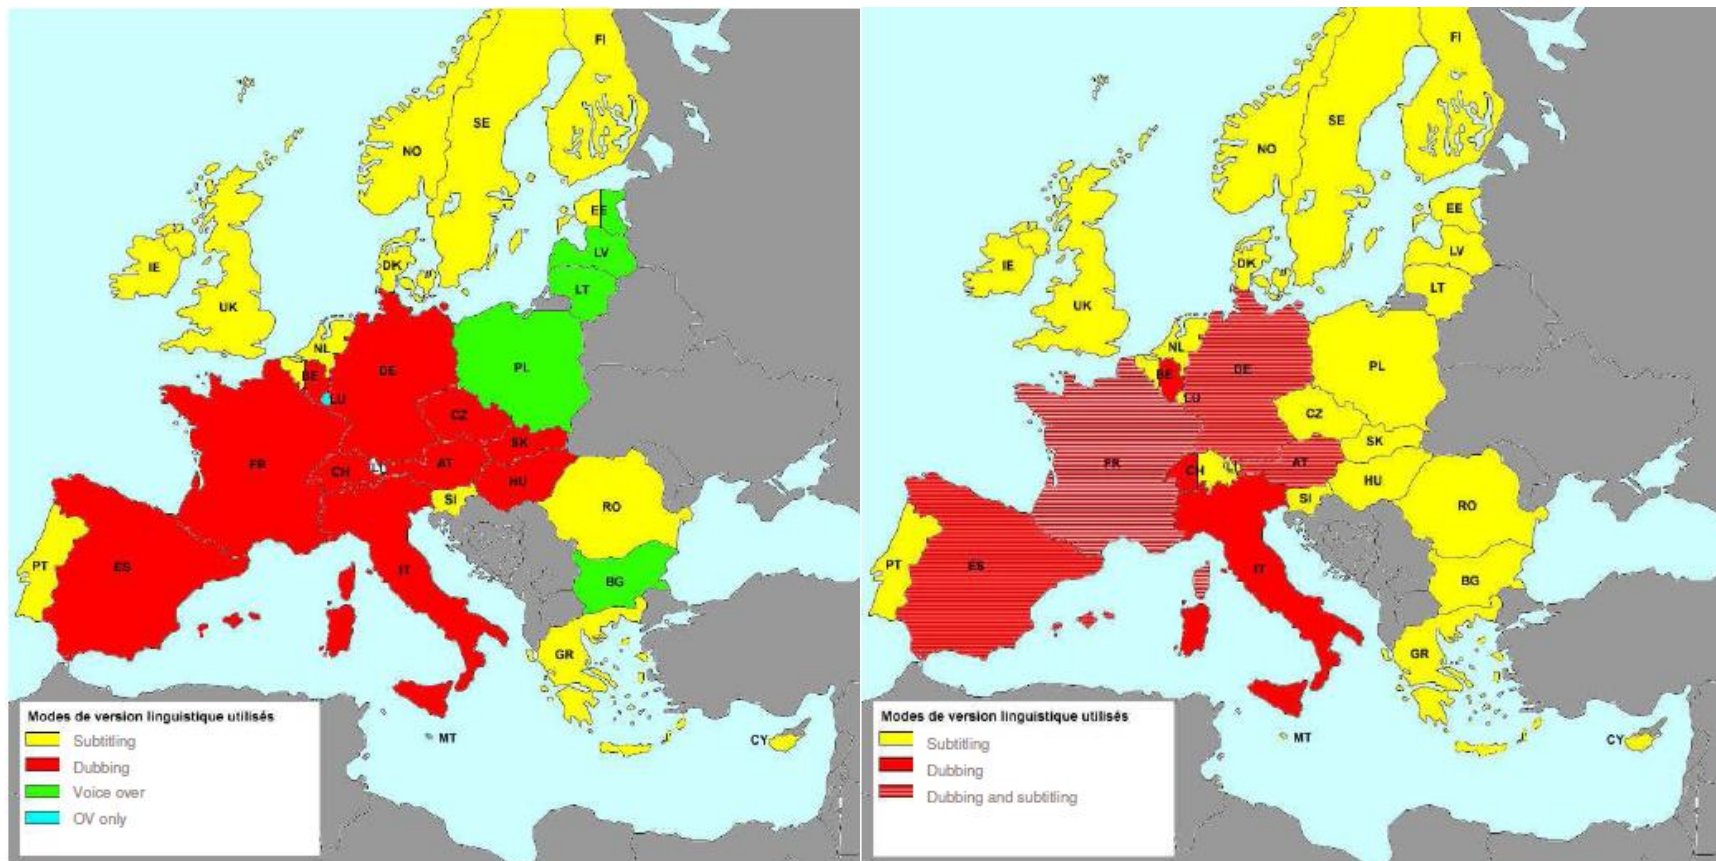 FI
SE
NO
EE
LV
IE
DK
LT
UK
NL
BE
DE
PL
LU
CZ
SK
FR
CH
LI
AT
HU
SI
RO
PT
ES
IT
BG
GR
MT
CY
Modes de version linguistique utilisés
Subtitling
Dubbing
Voice over
OV only
FI
SE
NO
EE
LV
IE
DK
LT
UK
NL
BE
DE
PL
LU
CZ
SK
FR
CH
AT
HU
SI
RO
PT
ES
IT
BG
GR
MT
CY
Modes de version linguistique utilisés
Subtitling
Dubbing
Dubbing and subtitling